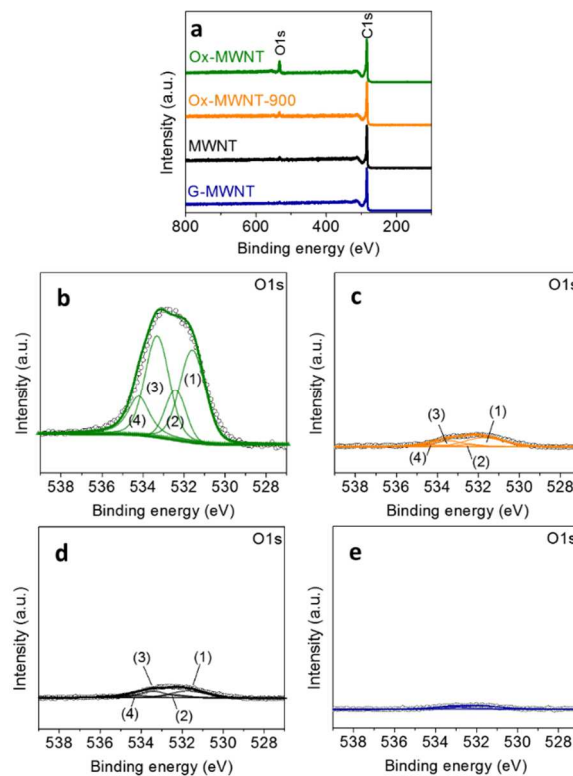 a
O1s
C1s
Ox-MWNT
Ox-MWNT-900
MWNT
G-MWNT
Intensity (a.u.)
800 600 400 200
Binding energy (eV)
b
O1s
(1)
(3)
(4)
(2)
Intensity (a.u.)
538 536 534 532 530 528
Binding energy (eV)
c
O1s
(3)
(1)
(4)
(2)
Intensity (a.u.)
538 536 534 532 530 528
Binding energy (eV)
d
O1s
(3)
(1)
(4)
(2)
Intensity (a.u.)
538 536 534 532 530 528
Binding energy (eV)
e
O1s
Intensity (a.u.)
538 536 534 532 530 528
Binding energy (eV)